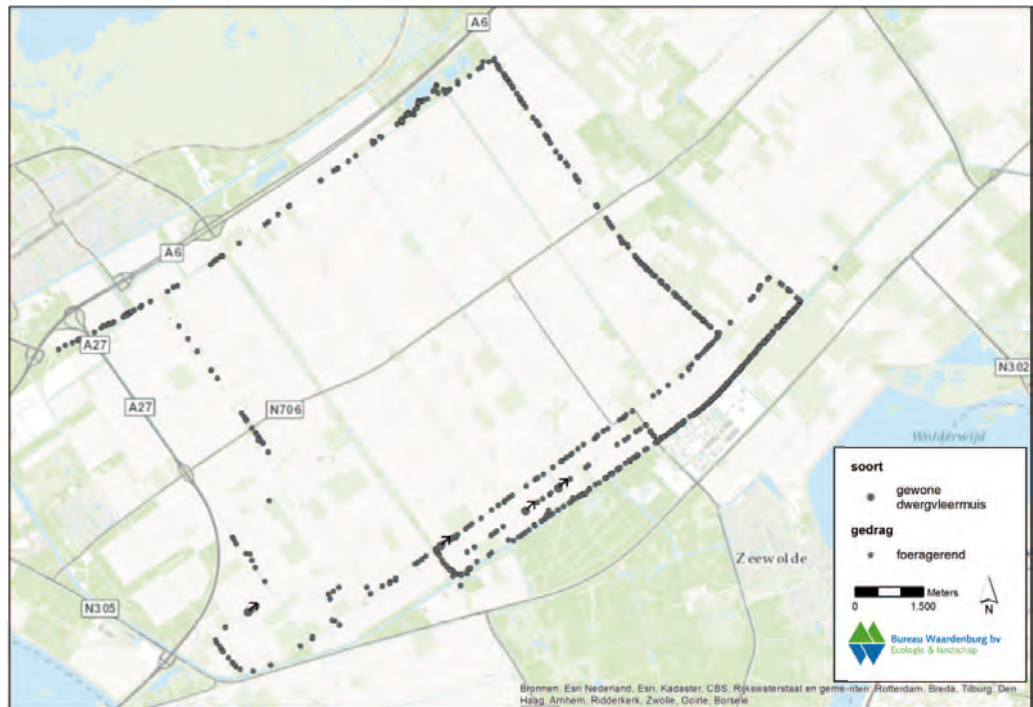 A6
A6
A27
A27
N706
N302
Wolderwijd
Zeewolde
N305
soort
gewone
dwergvleermuis
gedrag
foeragerend
Meters
0 1.500
N
Bureau Waardenburg bv
Ecologie & landschap
Bronnen: Esri Nederland, Esri, Kadaster, CBS, Rijkswaterstaat en gemeenten: Rotterdam, Breda, Tilburg, Den
Haag, Arnhem, Ridderkerk, Zwolle, Goirle, Borsele